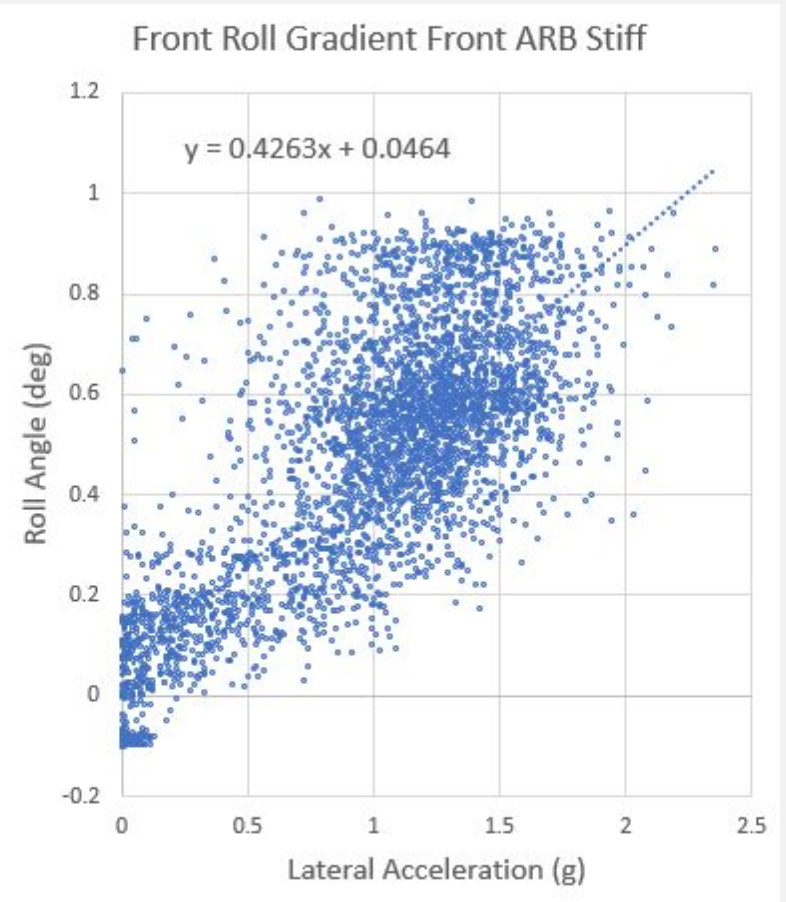 Front Roll Gradient Front ARB Stiff
1.2
y = 0.4263x + 0.0464
1
0.8
0.6
0.4
0.2
0
-0.2
Roll Angle (deg)
0 0.5 1 1.5 2 2.5
Lateral Acceleration (g)